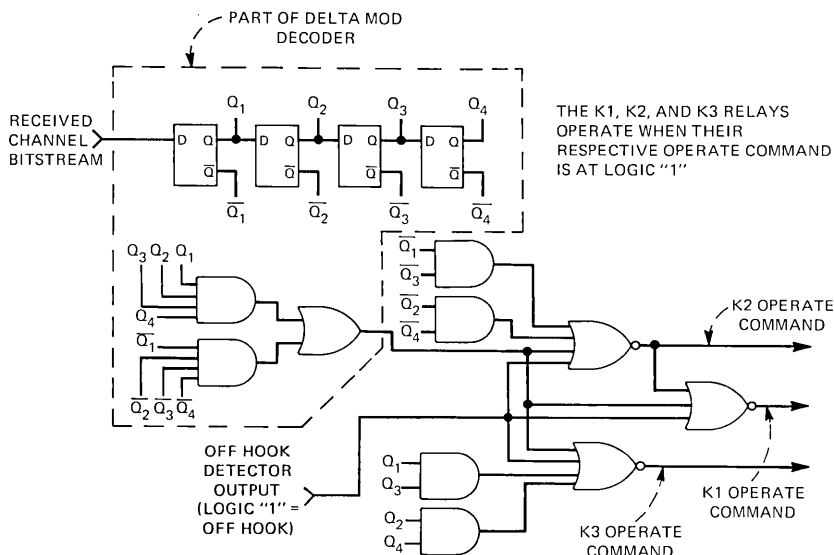 PART OF DELTA MOD
DECODER
RECEIVED
CHANNEL
BITSTREAM
Q1
Q2
Q3
Q4
D Q
Q̅
D Q
Q̅
D Q
Q̅
D Q
Q̅
Q̅1
Q̅2
Q̅3
Q̅4
THE K1, K2, AND K3 RELAYS
OPERATE WHEN THEIR
RESPECTIVE OPERATE COMMAND
IS AT LOGIC "1"
Q3 Q2 Q1
Q4
Q̅1
Q̅2 Q̅3 Q̅4
Q̅1
Q̅3
Q̅2
Q̅4
K2 OPERATE
COMMAND
OFF HOOK
DETECTOR
OUTPUT
(LOGIC "1" =
OFF HOOK)
Q1
Q3
Q2
Q4
K3 OPERATE
COMMAND
K1 OPERATE
COMMAND